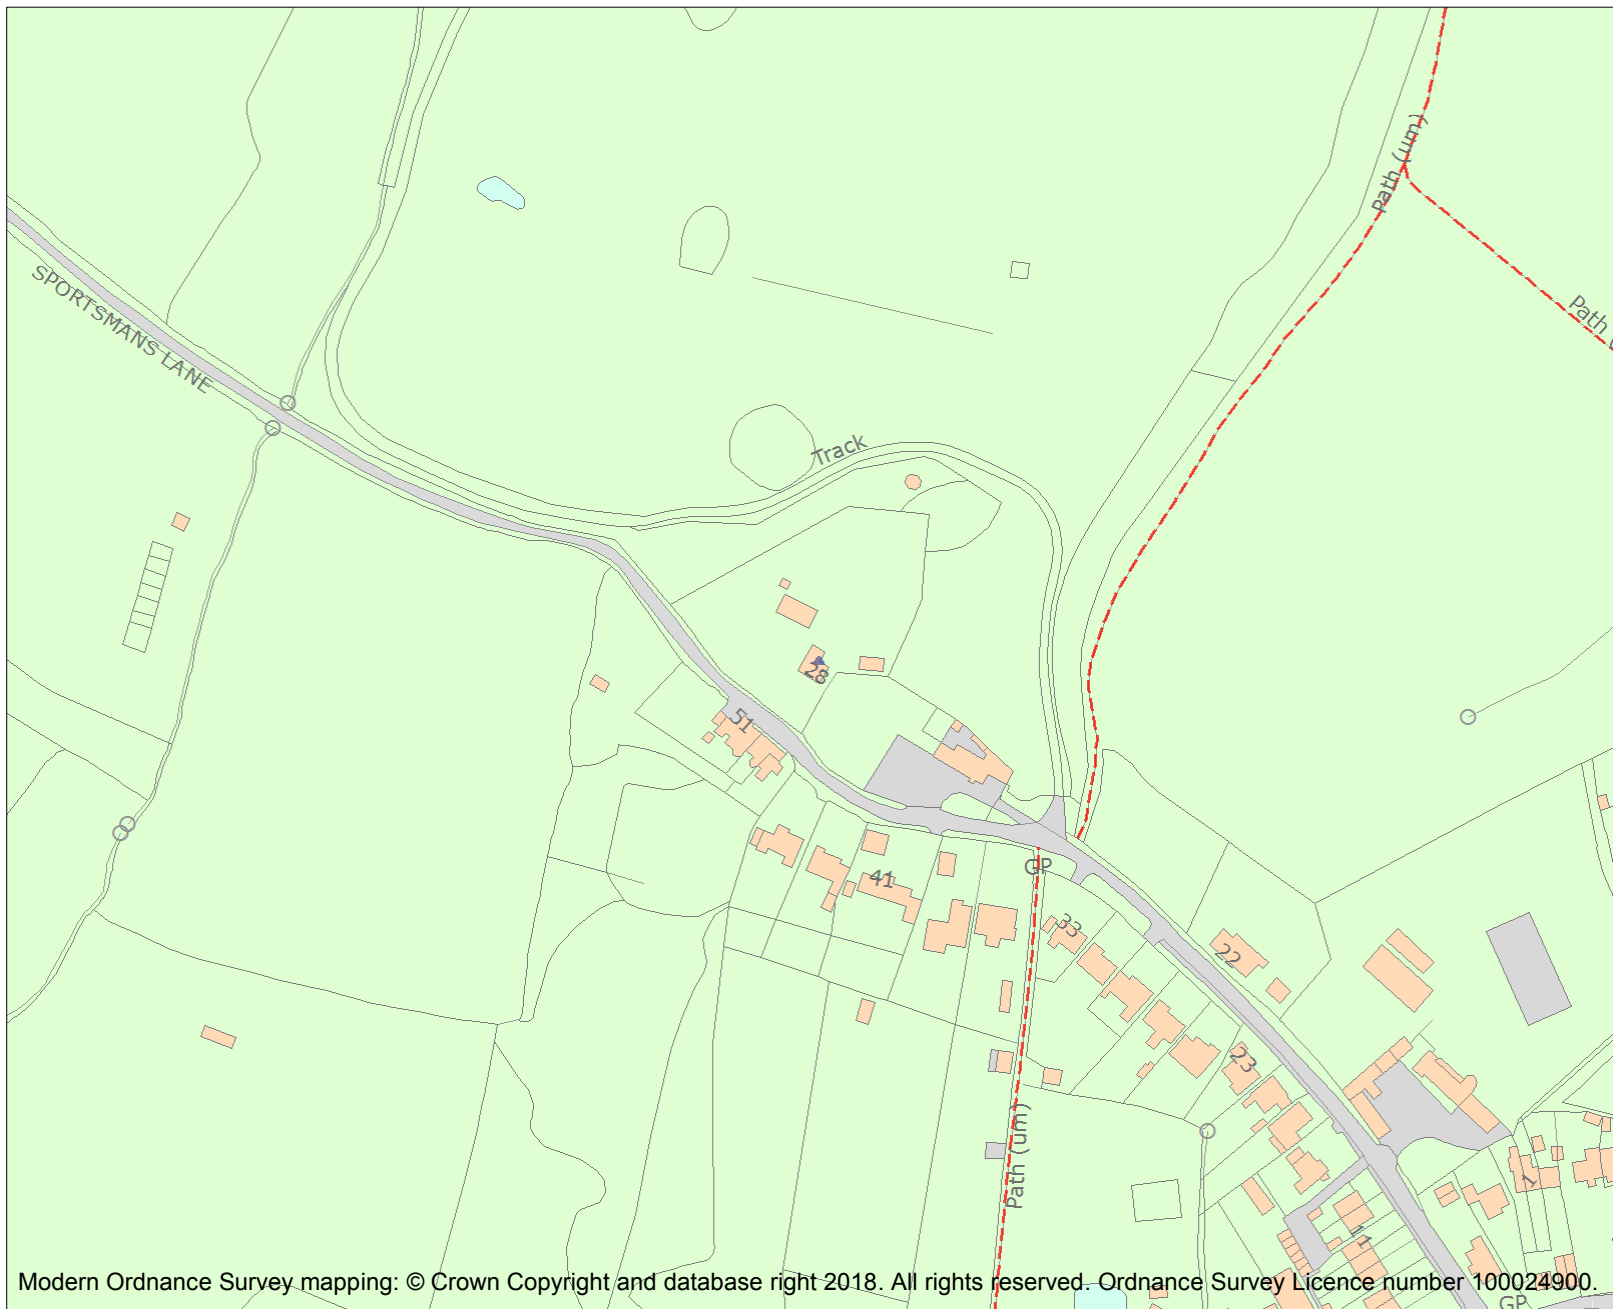 Path (um)
SPORTSMANS LANE
Path
Track
28
51
GP
41
33
22
23
Path (um)
1
11
Modern Ordnance Survey mapping: © Crown Copyright and database right 2018. All rights reserved. Ordnance Survey Licence number 100024900.
GP